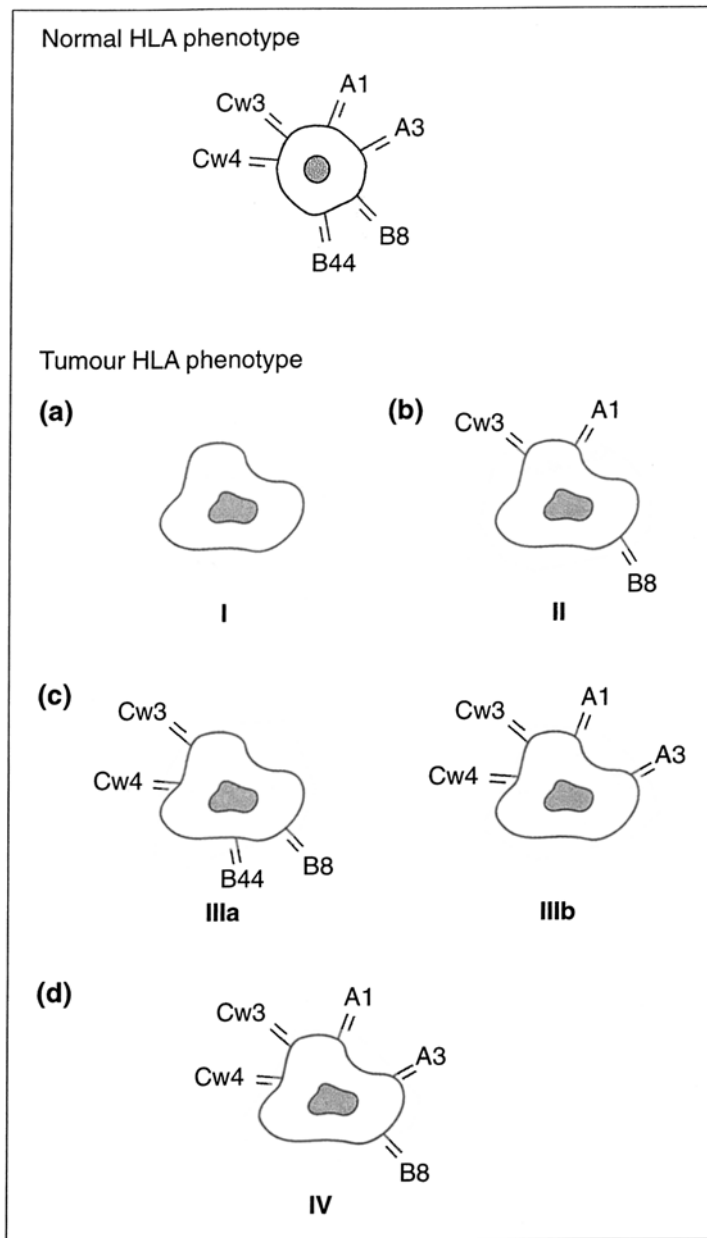 Normal HLA phenotype
A1
Cw3
A3
Cw4
B8
B44
Tumour HLA phenotype
(a)
(b)
A1
Cw3
B8
I
II
(c)
Cw3
A1
Cw3
A3
Cw4
Cw4
B8
B44
IIIa
IIIb
(d)
A1
Cw3
A3
Cw4
B8
IV